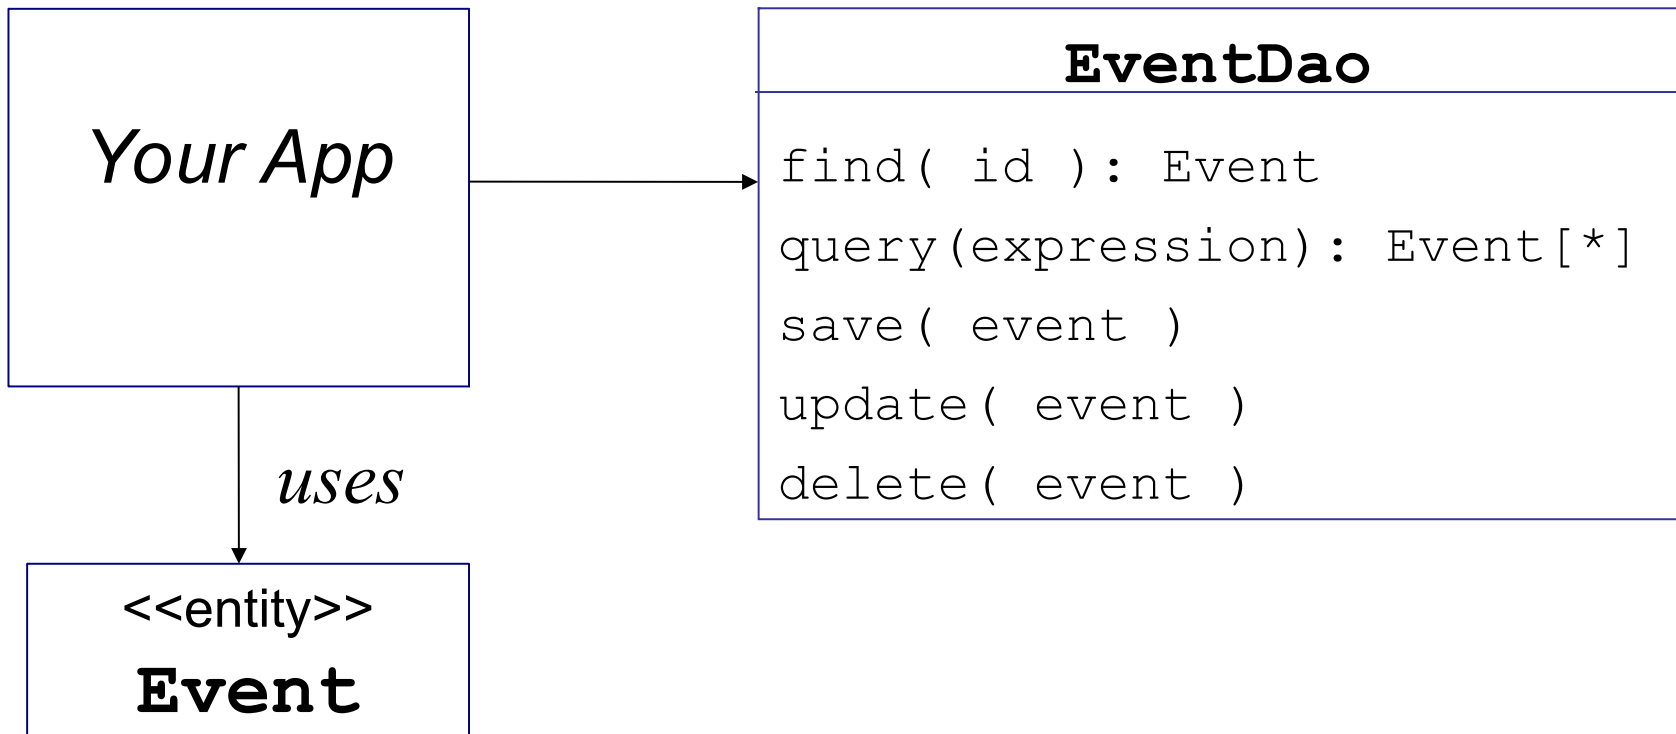 Your App
EventDao
find( id ): Event
query(expression): Event[*]
save( event )
update( event )
delete( event )
uses
<<entity>>
Event